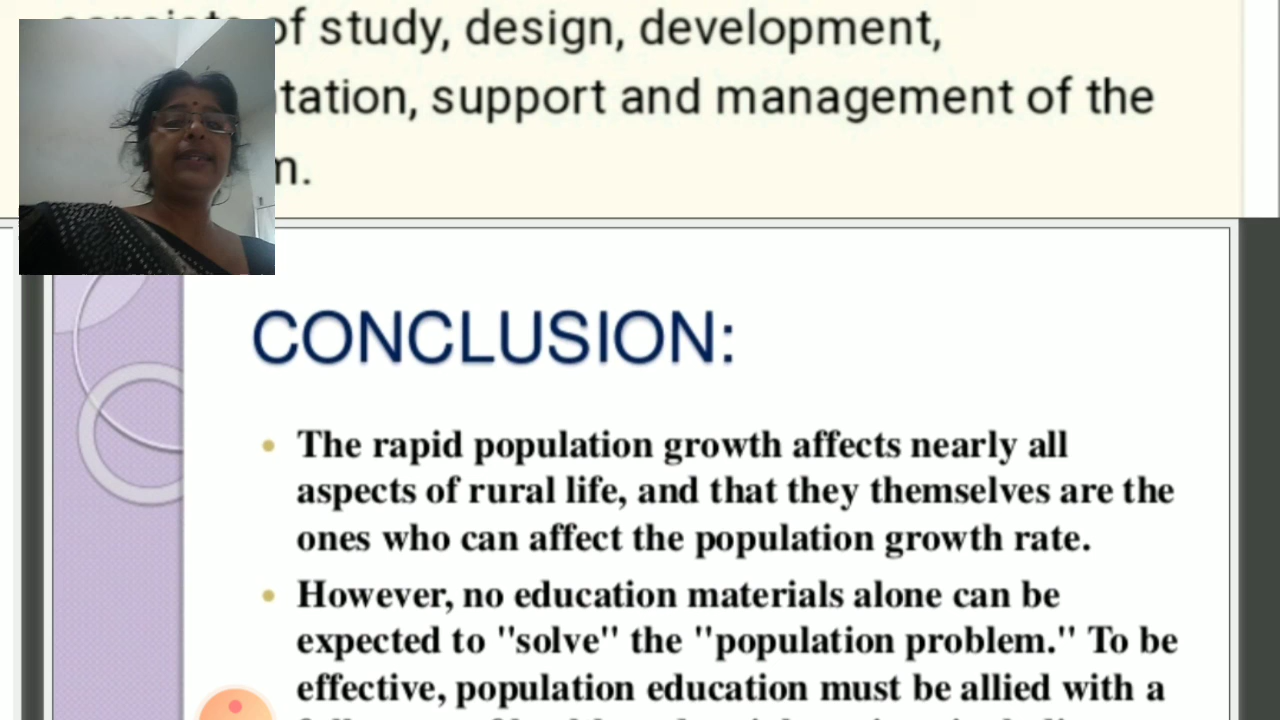 of study, design, development,
support and management of the
CONCLUSION:
The rapid population growth affects nearly all
aspects of rural life, and that they themselves are the
ones who can affect the population growth rate.
However, no education materials alone can be
expected to "solve" the "population problem." To be
effective, population education must be allied with a